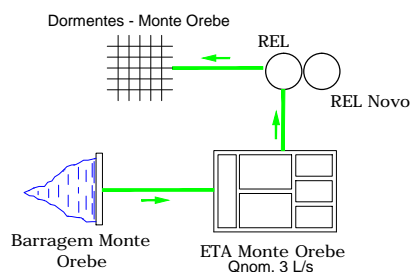 Dormentes - Monte Orebe
REL
REL Novo
Barragem Monte
Orebe
ETA Monte Orebe
Qnom. 3 L/s